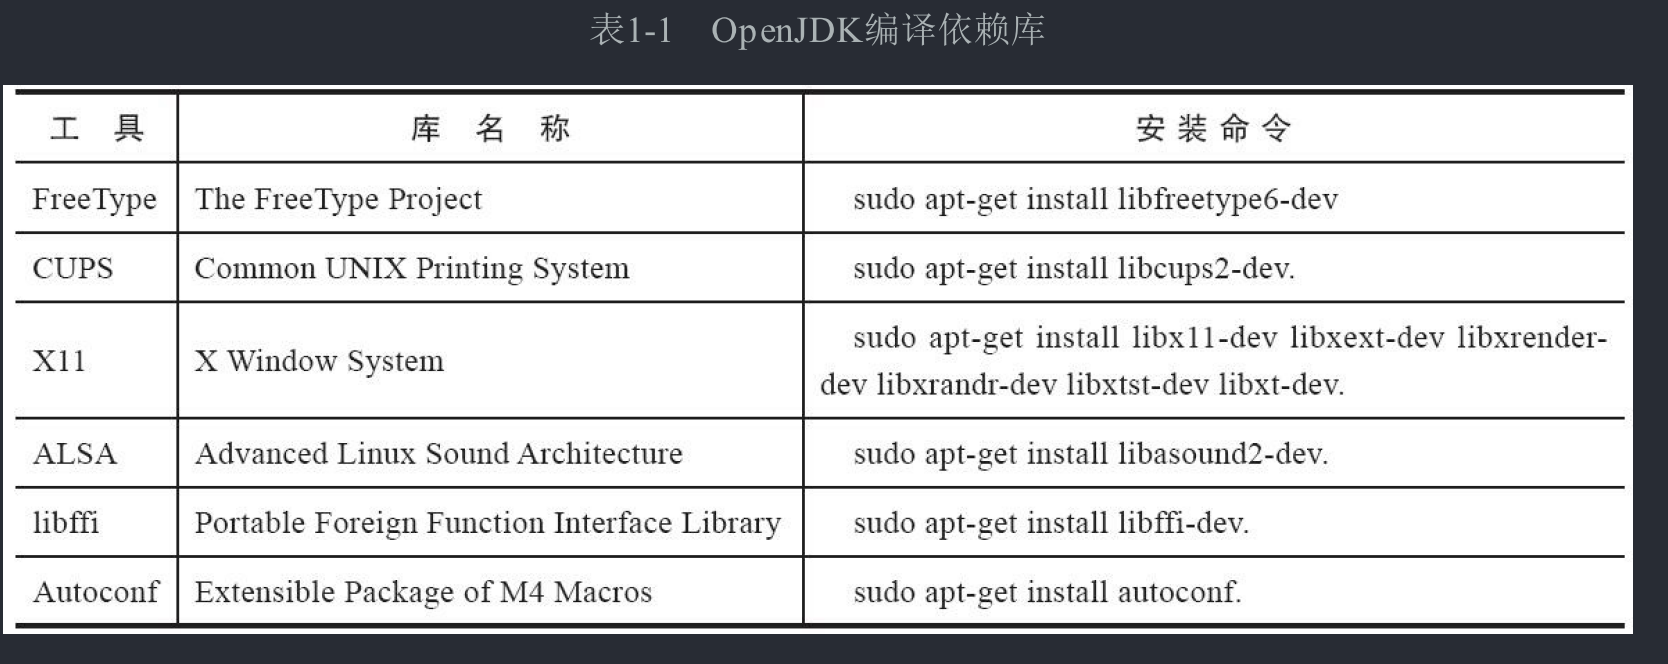 表1-1 OpenJDK编译依赖库
工 具 库 名 称 安装命令
FreeType The FreeType Project sudo apt-get install libfreetype6-dev
CUPS Common UNIX Printing System sudo apt-get install libcups2-dev.
X11 X Window System sudo apt-get install libx11-dev libxext-dev libxrender-
dev libxrandr-dev libxtst-dev libxt-dev.
ALSA Advanced Linux Sound Architecture sudo apt-get install libasound2-dev.
libffi Portable Foreign Function Interface Library sudo apt-get install libffi-dev.
Autoconf Extensible Package of M4 Macros sudo apt-get install autoconf.